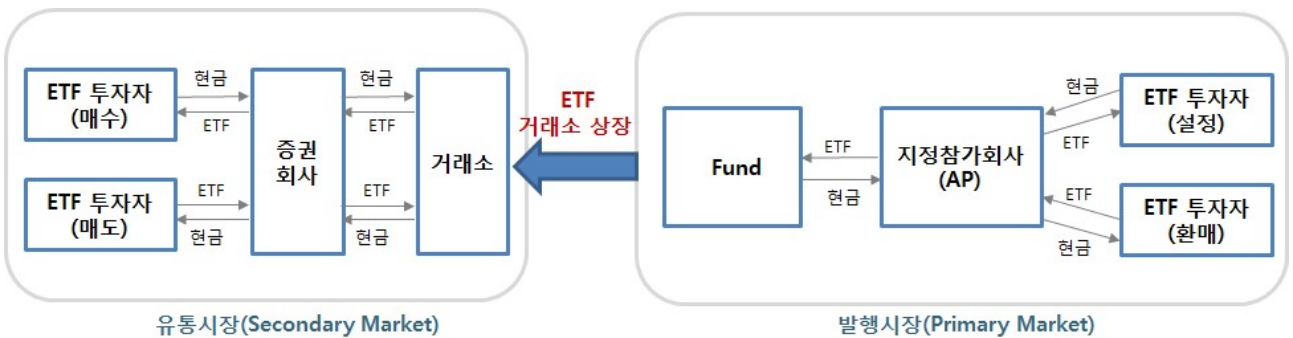 ETF 투자자
(매수)
현금
ETF
증권
회사
현금
ETF
거래소
ETF 투자자
(매도)
ETF
현금
ETF
현금
유통시장(Secondary Market)
ETF
거래소 상장
Fund
ETF
현금
지정참가회사
(AP)
현금
ETF
ETF 투자자
(설정)
ETF
현금
ETF 투자자
(환매)
발행시장(Primary Market)